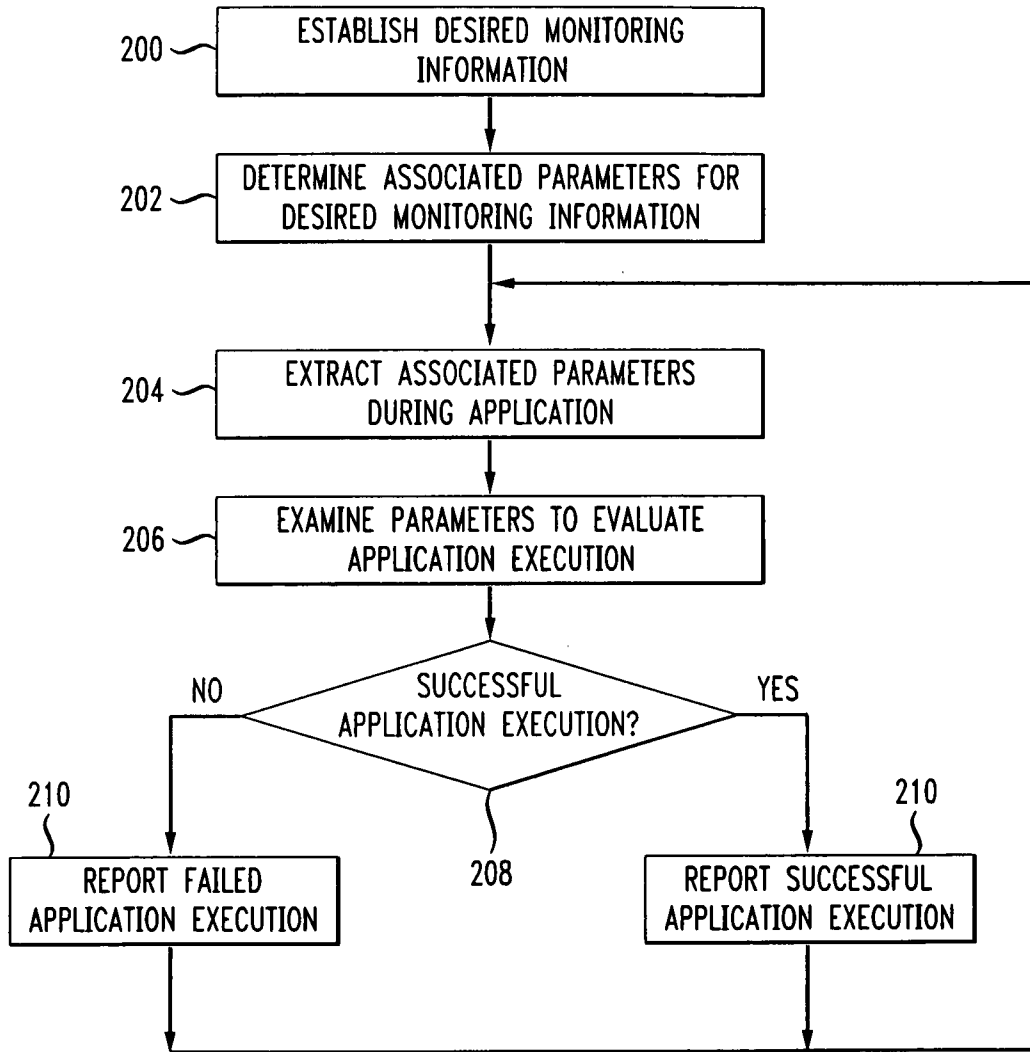 200
ESTABLISH DESIRED MONITORING
INFORMATION
202
DETERMINE ASSOCIATED PARAMETERS FOR
DESIRED MONITORING INFORMATION
204
EXTRACT ASSOCIATED PARAMETERS
DURING APPLICATION
206
EXAMINE PARAMETERS TO EVALUATE
APPLICATION EXECUTION
NO
SUCCESSFUL
APPLICATION EXECUTION?
YES
208
210
REPORT FAILED
APPLICATION EXECUTION
210
REPORT SUCCESSFUL
APPLICATION EXECUTION